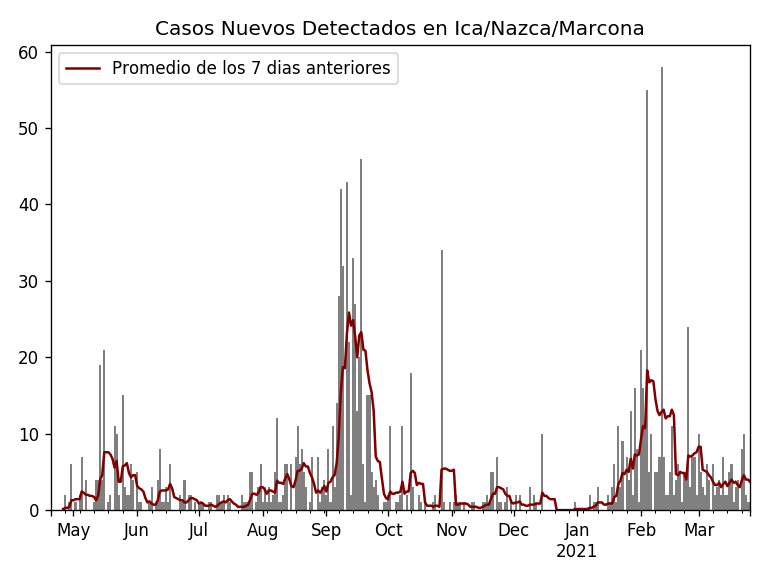 Casos Nuevos Detectados en Ica/Nazca/Marcona
Promedio de los 7 dias anteriores
60
50
40
30
20
10
0
May Jun Jul Aug Sep Oct Nov Dec Jan Feb Mar
2021